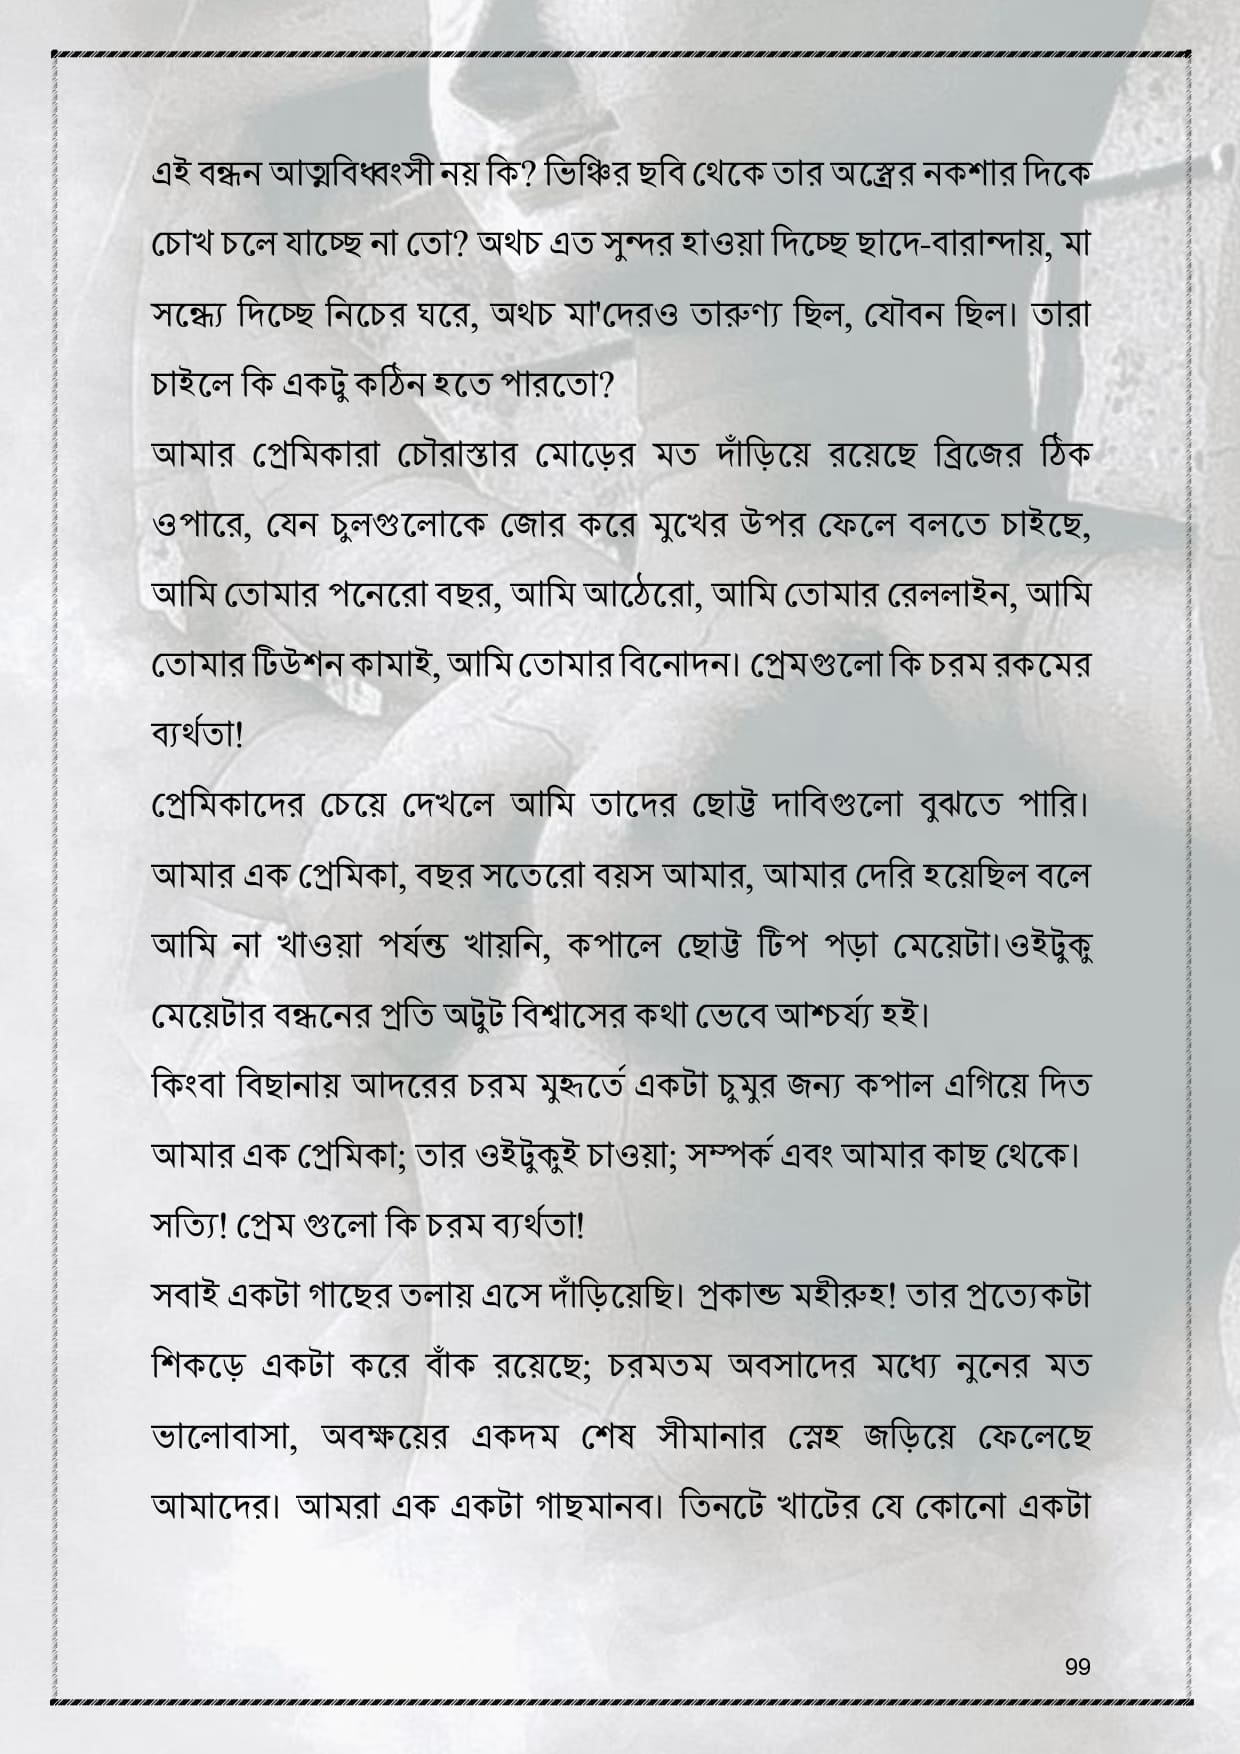 এই বন্ধন আত্মবিধ্বংসী নয় কি? ভিঞ্চির ছবি থেকে তার অস্ত্রের নকশার দিকে
চোখ চলে যাচ্ছে না তো? অথচ এত সুন্দর হাওয়া দিচ্ছে ছাদে-বারান্দায়, মা
সন্ধ্যে দিচ্ছে নিচের ঘরে, অথচ মা'দেরও তারুণ্য ছিল, যৌবন ছিল। তারা
চাইলে কি একটু কঠিন হতে পারতো?
আমার প্রেমিকারা চৌরাস্তার মোড়ের মত দাঁড়িয়ে রয়েছে ব্রিজের ঠিক
ওপারে, যেন চুলগুলোকে জোর করে মুখের উপর ফেলে বলতে চাইছে,
আমি তোমার পনেরো বছর, আমি আঠেরো, আমি তোমার রেললাইন, আমি
তোমার টিউশন কামাই, আমি তোমার বিনোদন। প্রেমগুলো কি চরম রকমের
ব্যর্থতা!
প্রেমিকাদের চেয়ে দেখলে আমি তাদের ছোট্ট দাবিগুলো বুঝতে পারি।
আমার এক প্রেমিকা, বছর সতেরো বয়স আমার, আমার দেরি হয়েছিল বলে
আমি না খাওয়া পর্যন্ত খায়নি, কপালে ছোট্ট টিপ পড়া মেয়েটা।ওইটুকু
মেয়েটার বন্ধনের প্রতি অটুট বিশ্বাসের কথা ভেবে আশ্চর্য্য হই।
কিংবা বিছানায় আদরের চরম মুহূর্তে একটা চুমুর জন্য কপাল এগিয়ে দিত
আমার এক প্রেমিকা; তার ওইটুকুই চাওয়া; সম্পর্ক এবং আমার কাছ থেকে।
সত্যি! প্রেম গুলো কি চরম ব্যর্থতা!
সবাই একটা গাছের তলায় এসে দাঁড়িয়েছি। প্রকান্ড মহীরুহ! তার প্রত্যেকটা
শিকড়ে একটা করে বাঁক রয়েছে; চরমতম অবসাদের মধ্যে নুনের মত
ভালোবাসা, অবক্ষয়ের একদম শেষ সীমানার স্নেহ জড়িয়ে ফেলেছে
আমাদের। আমরা এক একটা গাছমানব। তিনটে খাটের যে কোনো একটা
99